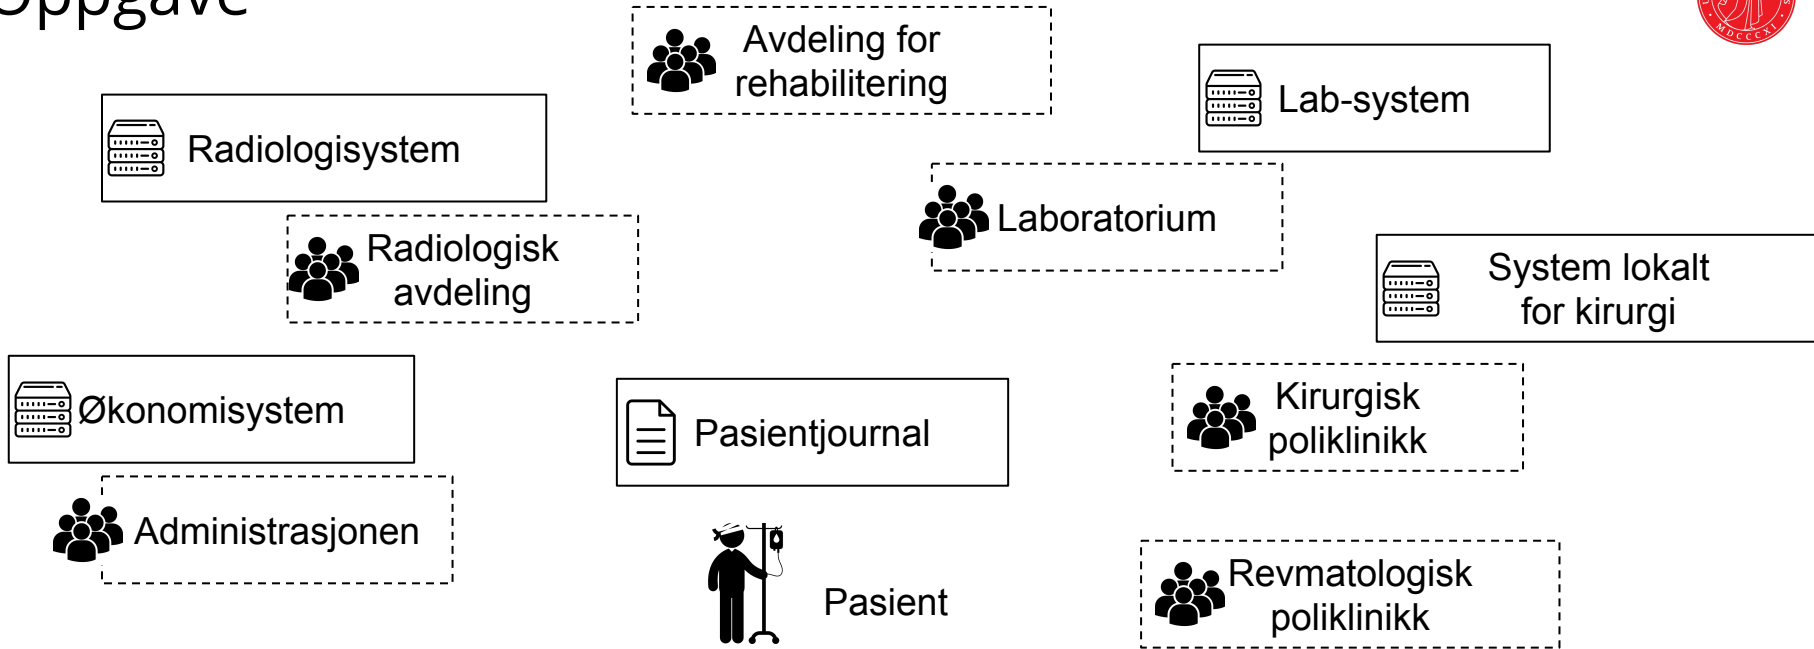 Oppgave
Avdeling for
rehabilitering
Lab-system
Radiologisystem
Laboratorium
Radiologisk
avdeling
System lokalt
for kirurgi
Økonomisystem
Pasientjournal
Kirurgisk
poliklinikk
Administrasjonen
Pasient
Revmatologisk
poliklinikk
MDCCCXI